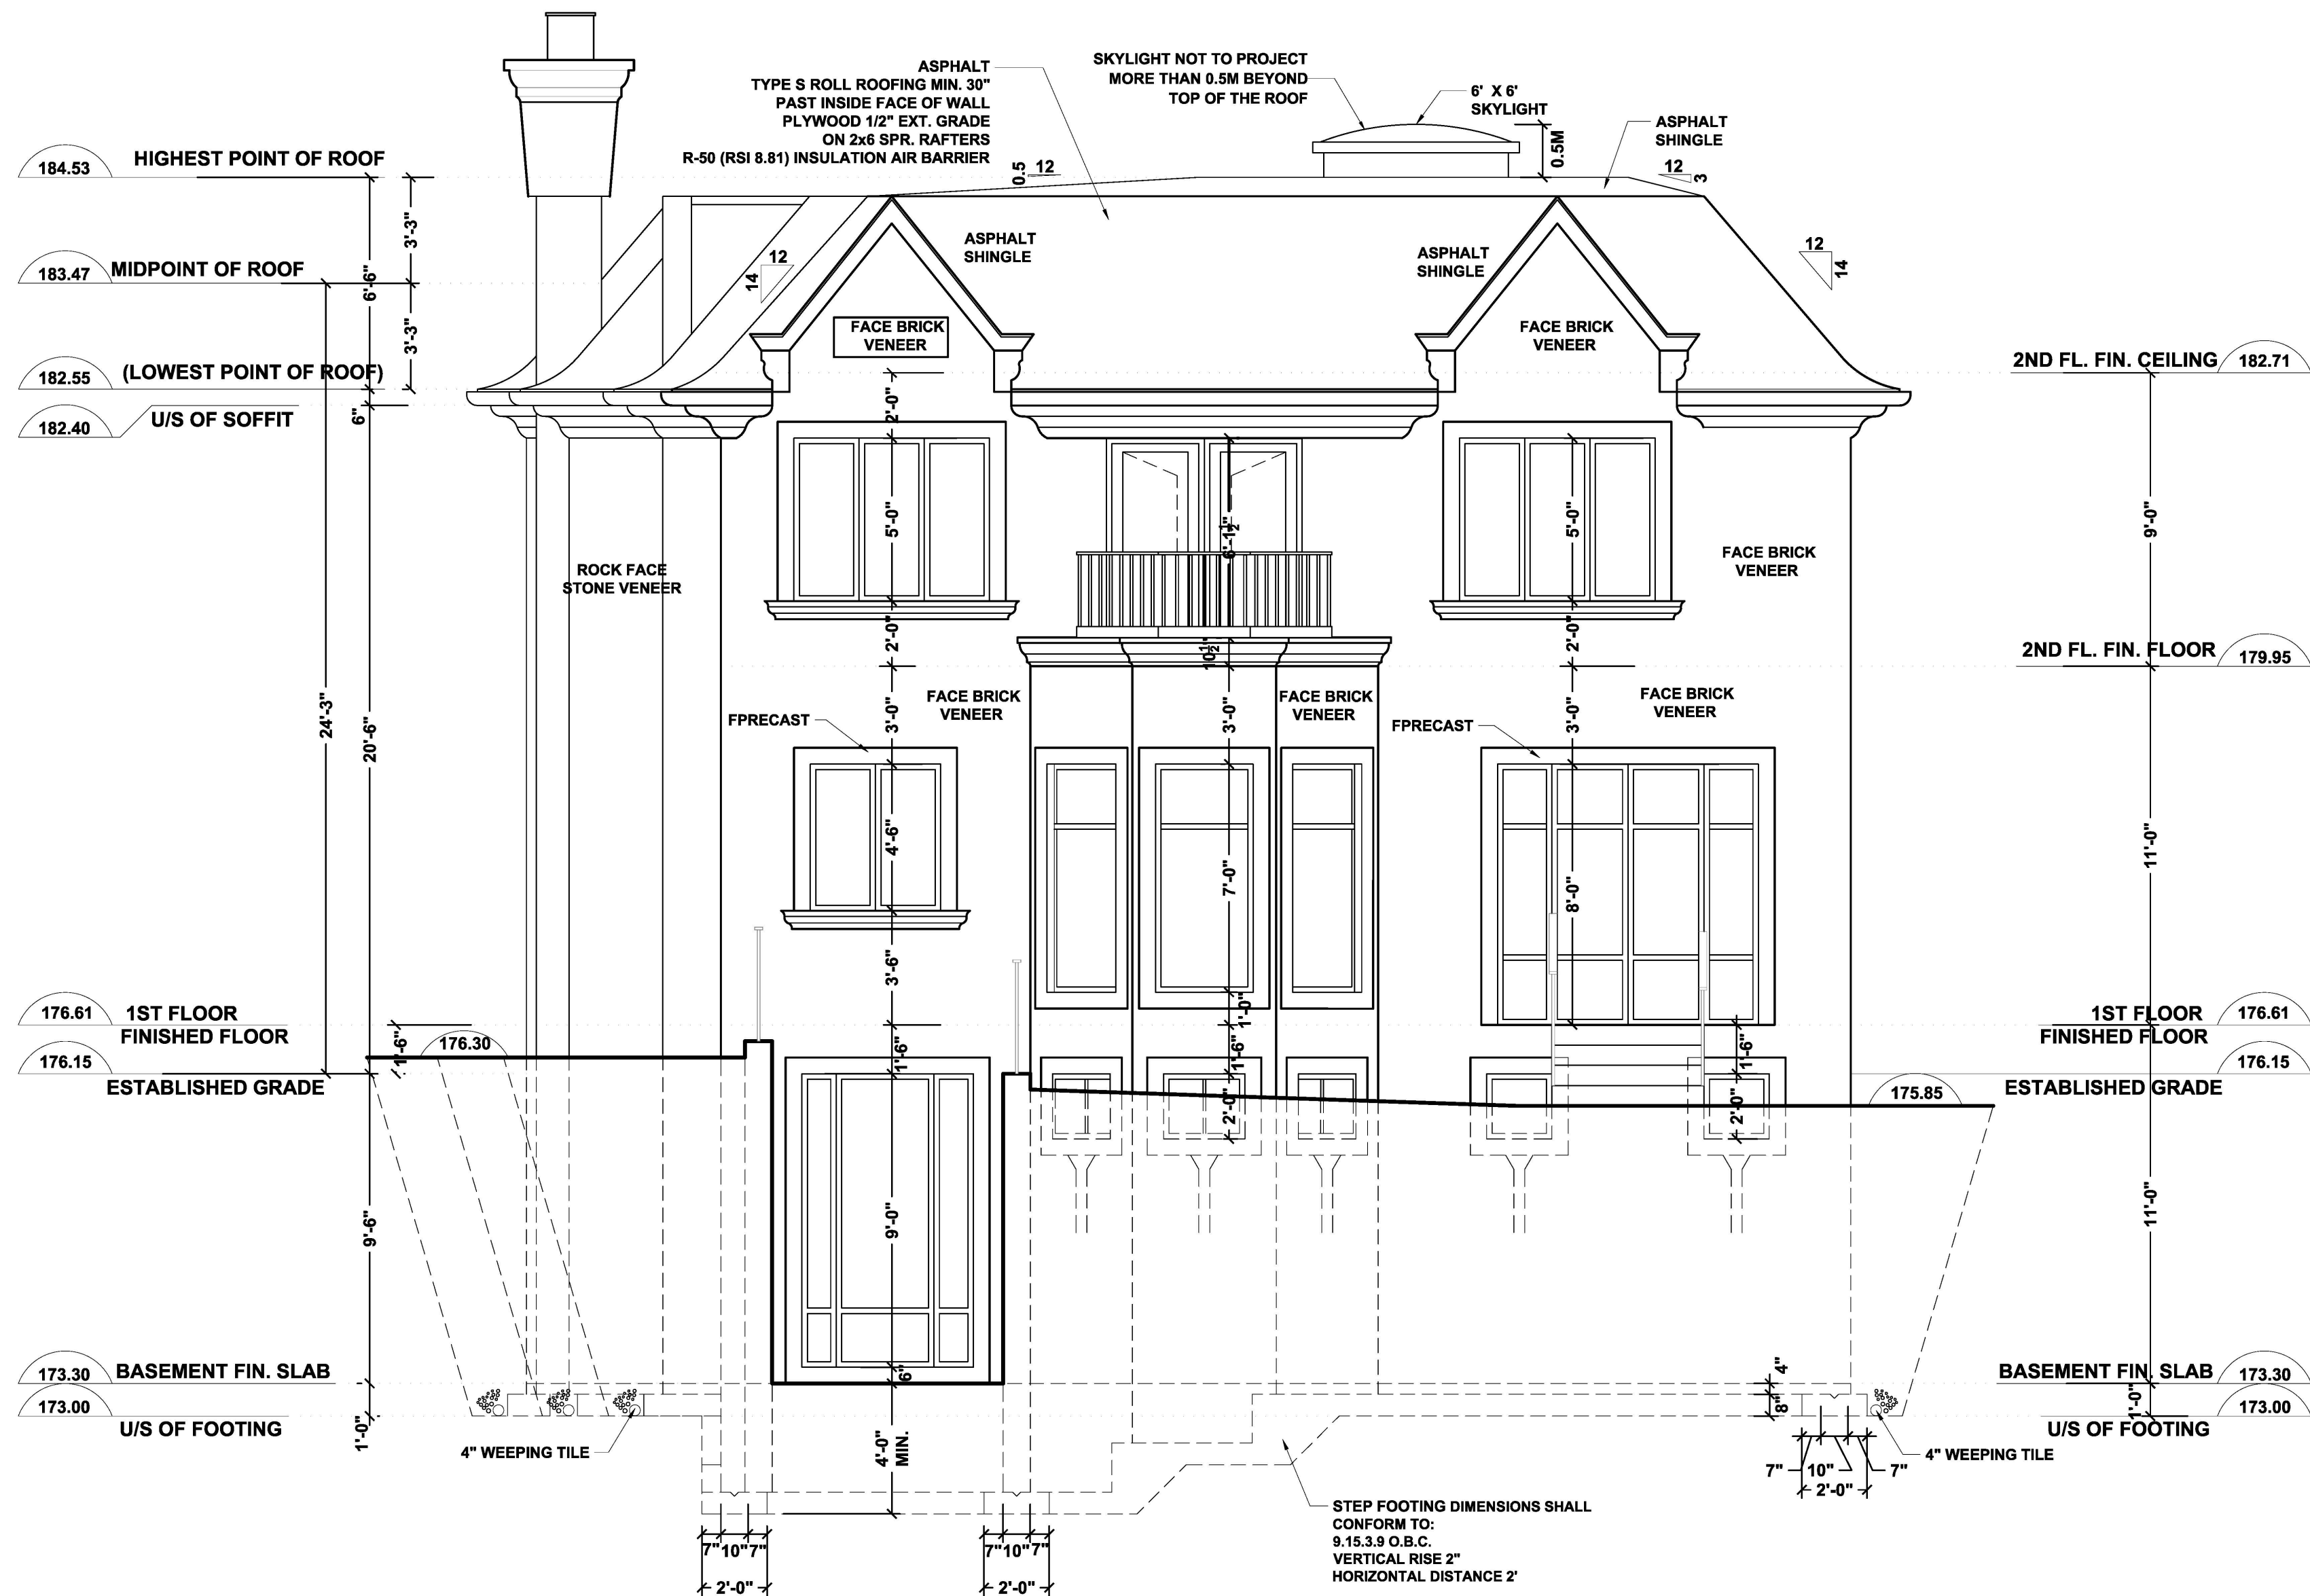 ASPHALT
TYPE S ROLL ROOFING MIN. 30"
PAST INSIDE FACE OF WALL
PLYWOOD 1/2" EXT. GRADE
ON 2x6 SPR. RAFTERS
R-50 (RSI 8.81) INSULATION AIR BARRIER
SKYLIGHT NOT TO PROJECT
MORE THAN 0.5M BEYOND
TOP OF THE ROOF
6' X 6'
SKYLIGHT
0.5M
ASPHALT
SHINGLE
184.53 HIGHEST POINT OF ROOF
0.5 12
12
3
3'-3"
183.47 MIDPOINT OF ROOF
6'-6"
3'-3"
12
14
ASPHALT
SHINGLE
ASPHALT
SHINGLE
12
14
FACE BRICK
VENEER
FACE BRICK
VENEER
182.55 (LOWEST POINT OF ROOF)
2ND FL. FIN. CEILING 182.71
182.40 U/S OF SOFFIT
6"
2'-0"
5'-0"
6'-1½"
5'-0"
9'-0"
ROCK FACE
STONE VENEER
FACE BRICK
VENEER
2'-0"
10½"
2'-0"
2ND FL. FIN. FLOOR 179.95
24'-3"
20'-6"
FPRECAST
3'-0"
FACE BRICK
VENEER
3'-0"
FACE BRICK
VENEER
FPRECAST
3'-0"
FACE BRICK
VENEER
4'-6"
7'-0"
8'-0"
11'-0"
3'-6"
1'-0"
176.61 1ST FLOOR
FINISHED FLOOR
1ST FLOOR 176.61
FINISHED FLOOR
1'-6"
176.30
1'-6"
1'-6"
1'-6"
176.15
ESTABLISHED GRADE
176.15
ESTABLISHED GRADE
175.85
2'-0"
2'-0"
9'-6"
9'-0"
11'-0"
6"
4"
8"
173.30 BASEMENT FIN. SLAB
BASEMENT FIN. SLAB 173.30
173.00
U/S OF FOOTING
173.00
U/S OF FOOTING
1'-0"
1'-0"
4" WEEPING TILE
4'-0"
MIN.
4" WEEPING TILE
7" 10" 7"
2'-0"
STEP FOOTING DIMENSIONS SHALL
CONFORM TO:
9.15.3.9 O.B.C.
VERTICAL RISE 2"
HORIZONTAL DISTANCE 2'
7" 10" 7"
2'-0"
7" 10" 7"
2'-0"